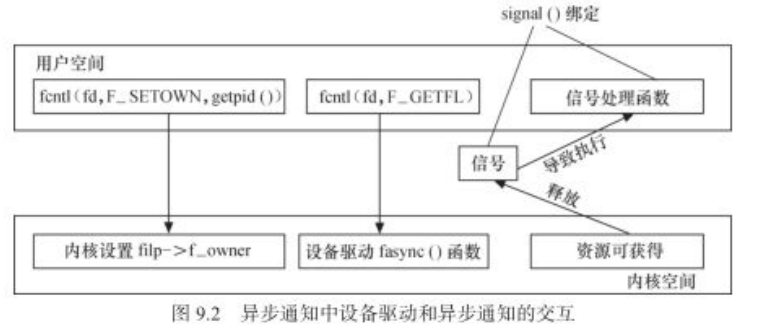 signal () 绑定
用户空间
fcntl(fd,F_SETOWN,getpid ())
fcntl(fd,F_GETFL)
信号处理函数
信号
导致执行
释放
内核设置 filp->f_owner
设备驱动 fasync () 函数
资源可获得
内核空间
图 9.2 异步通知中设备驱动和异步通知的交互